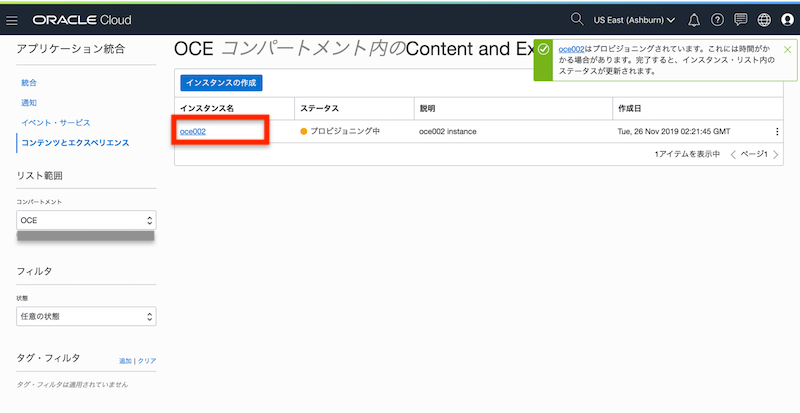 ORACLE Cloud
US East (Ashburn)
アプリケーション統合
統合
通知
イベント・サービス
コンテンツとエクスペリエンス
リスト範囲
コンパートメント
OCE
フィルタ
状態
任意の状態
タグ・フィルタ
追加 | クリア
タグ・フィルタは適用されていません
OCE コンパートメント内のContent and Ex
oce002はプロビジョニングされています。これには時間がか
かる場合があります。完了すると、インスタンス・リスト内の
ステータスが更新されます。
インスタンスの作成
インスタンス名 ステータス 説明 作成日
oce002 プロビジョニング中 oce002 instance Tue, 26 Nov 2019 02:21:45 GMT
1アイテムを表示中 ページ1